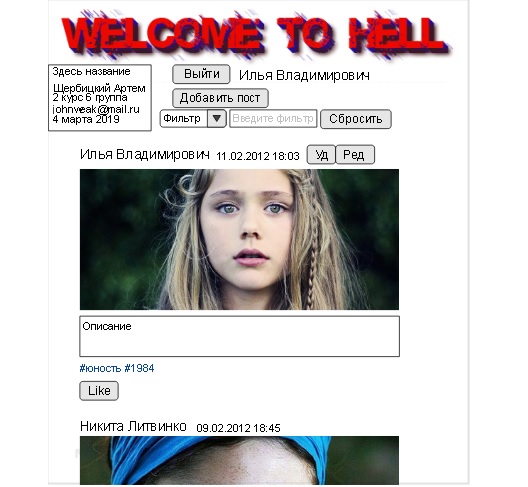 WELCOME TO HELL
Здесь название
Щербицкий Артем
2 курс 6 группа
johnweak@mail.ru
4 марта 2019
Выйти Илья Владимирович
Добавить пост
Фильтр Введите фильтр Сбросить
Илья Владимирович 11.02.2012 18:03 Уд Ред
Описание
#юность #1984
Like
Никита Литвинко 09.02.2012 18:45